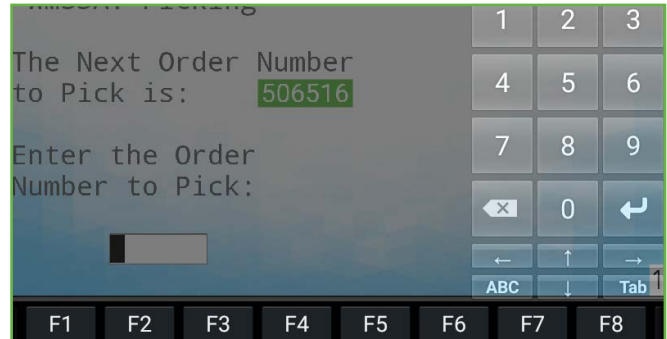 The Next Order Number
to Pick is: 506516
Enter the Order
Number to Pick:
1 2 3
4 5 6
7 8 9
0
ABC Tab 1
F1 F2 F3 F4 F5 F6 F7 F8